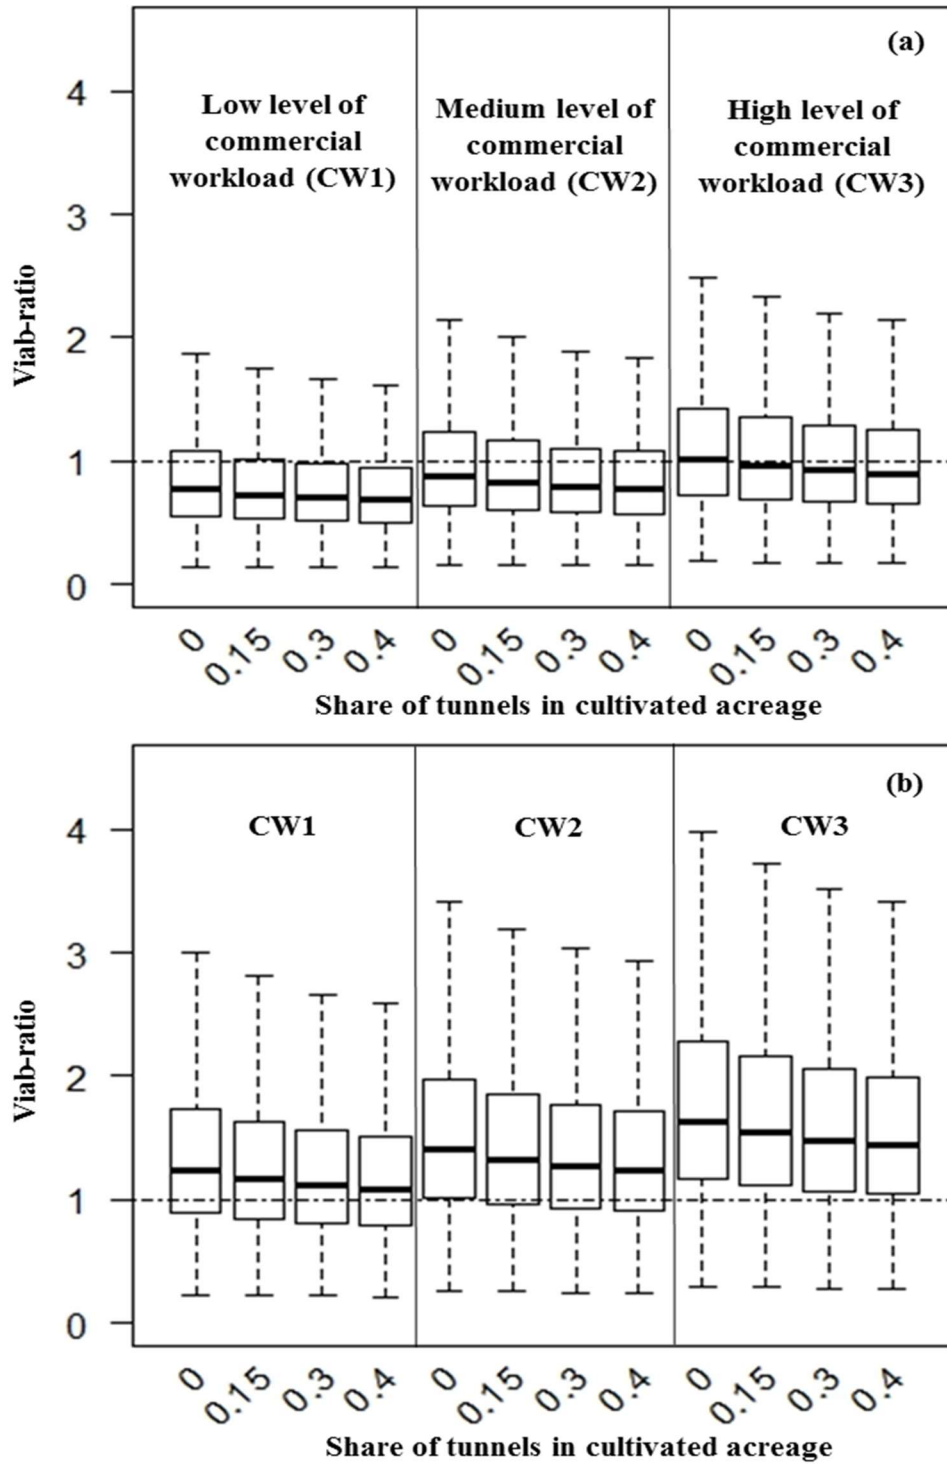 (a)
Low level of
commercial
workload (CW1)
Medium level of
commercial
workload (CW2)
High level of
commercial
workload (CW3)
Viab-ratio
4
3
2
1
0
0 0.15 0.3 0.4 0 0.15 0.3 0.4 0 0.15 0.3 0.4
Share of tunnels in cultivated acreage
(b)
CW1 CW2 CW3
Viab-ratio
4
3
2
1
0
0 0.15 0.3 0.4 0 0.15 0.3 0.4 0 0.15 0.3 0.4
Share of tunnels in cultivated acreage